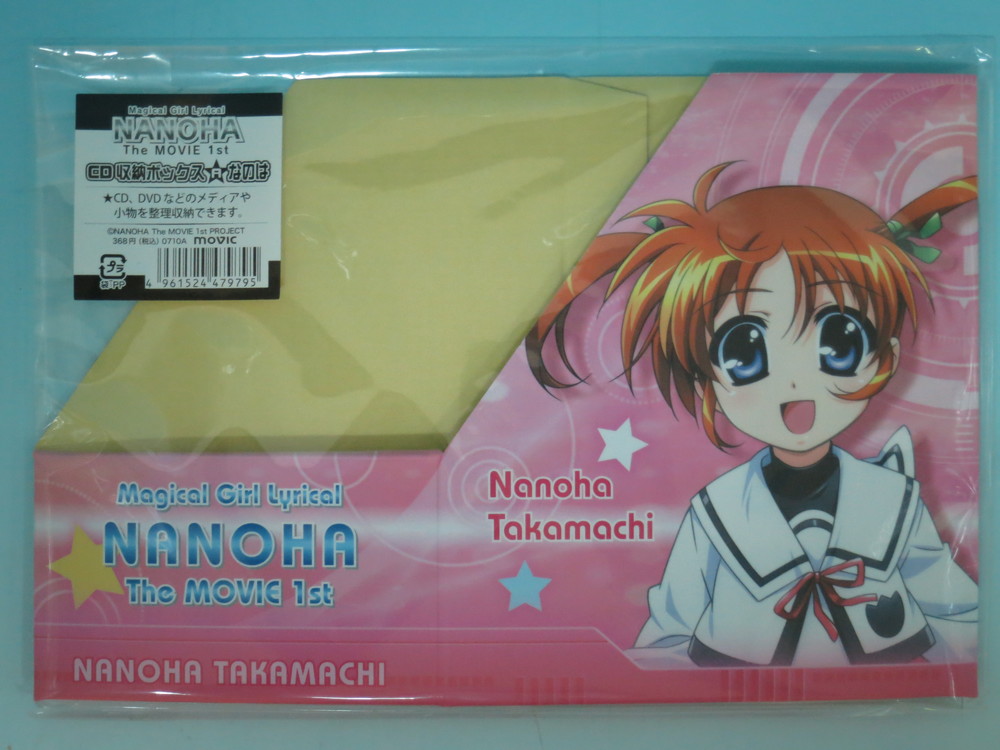 Magical Girl Lyrical
NANOHA
The MOVIE 1st
CD収納ボックス★なのは
★CD、DVDなどのメディアや
小物を整理収納できます。
©NANOHA The MOVIE 1st PROJECT
368円(税込) 0710A movic
プラ
袋:PP
4 961524 479795
Nanoha
Takamachi
Magical Girl Lyrical
NANOHA
The MOVIE 1st
NANOHA TAKAMACHI